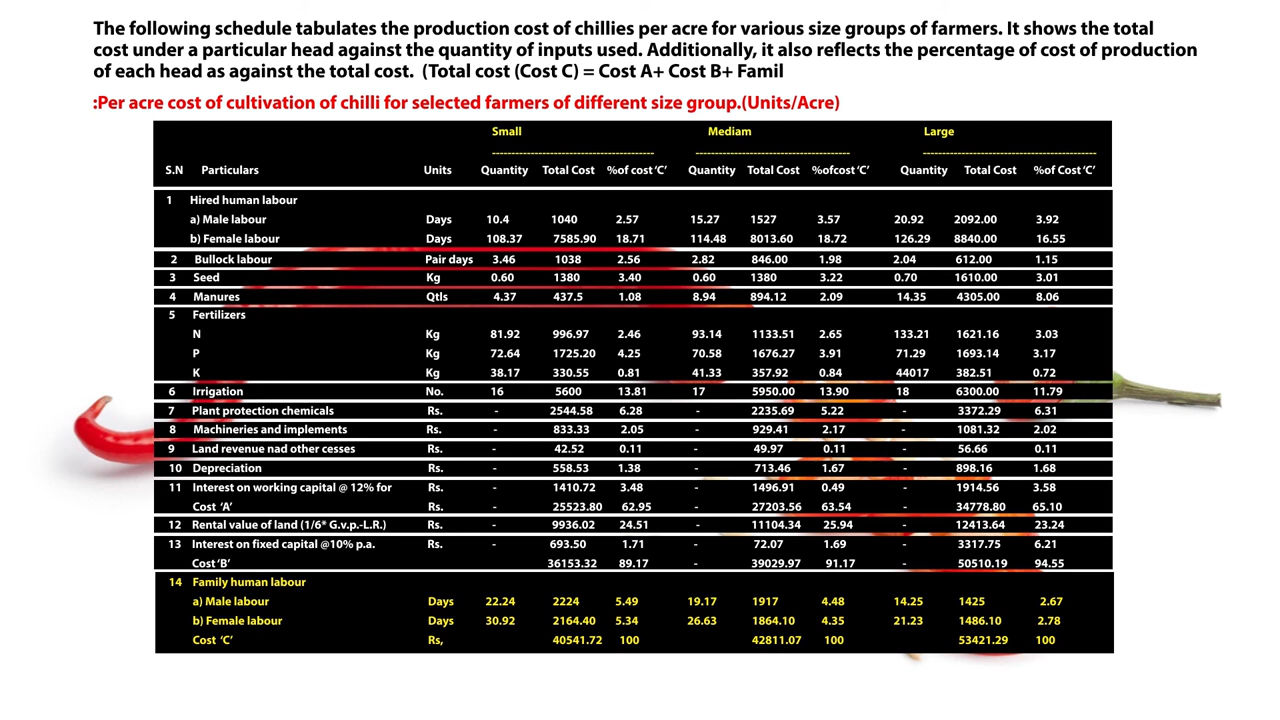 The following schedule tabulates the production cost of chillies per acre for various size groups of farmers. It shows the total
cost under a particular head against the quantity of inputs used. Additionally, it also reflects the percentage of cost of production
of each head as against the total cost. (Total cost (Cost C) = Cost A+ Cost B+ Famil
:Per acre cost of cultivation of chilli for selected farmers of different size group.(Units/Acre)
Small Mediam Large
S.N Particulars Units Quantity Total Cost %of cost 'C' Quantity Total Cost %ofcost 'C' Quantity Total Cost %of Cost 'C'
1 Hired human labour
a) Male labour Days 10.4 1040 2.57 15.27 1527 3.57 20.92 2092.00 3.92
b) Female labour Days 108.37 7585.90 18.71 114.48 8013.60 18.72 126.29 8840.00 16.55
2 Bullock labour Pair days 3.46 1038 2.56 2.82 846.00 1.98 2.04 612.00 1.15
3 Seed Kg 0.60 1380 3.40 0.60 1380 3.22 0.70 1610.00 3.01
4 Manures Qtls 4.37 437.5 1.08 8.94 894.12 2.09 14.35 4305.00 8.06
5 Fertilizers
N Kg 81.92 996.97 2.46 93.14 1133.51 2.65 133.21 1621.16 3.03
P Kg 72.64 1725.20 4.25 70.58 1676.27 3.91 71.29 1693.14 3.17
K Kg 38.17 330.55 0.81 41.33 357.92 0.84 44017 382.51 0.72
6 Irrigation No. 16 5600 13.81 17 5950.00 13.90 18 6300.00 11.79
7 Plant protection chemicals Rs. - 2544.58 6.28 - 2235.69 5.22 - 3372.29 6.31
8 Machineries and implements Rs. - 833.33 2.05 - 929.41 2.17 - 1081.32 2.02
9 Land revenue nad other cesses Rs. - 42.52 0.11 - 49.97 0.11 - 56.66 0.11
10 Depreciation Rs. - 558.53 1.38 - 713.46 1.67 - 898.16 1.68
11 Interest on working capital @ 12% for Rs. - 1410.72 3.48 - 1496.91 0.49 - 1914.56 3.58
Cost 'A' Rs. - 25523.80 62.95 - 27203.56 63.54 - 34778.80 65.10
12 Rental value of land (1/6* G.v.p.-L.R.) Rs. - 9936.02 24.51 - 11104.34 25.94 - 12413.64 23.24
13 Interest on fixed capital @10% p.a. Rs. - 693.50 1.71 - 72.07 1.69 - 3317.75 6.21
Cost 'B' 36153.32 89.17 - 39029.97 91.17 - 50510.19 94.55
14 Family human labour
a) Male labour Days 22.24 2224 5.49 19.17 1917 4.48 14.25 1425 2.67
b) Female labour Days 30.92 2164.40 5.34 26.63 1864.10 4.35 21.23 1486.10 2.78
Cost 'C' Rs, 40541.72 100 42811.07 100 53421.29 100